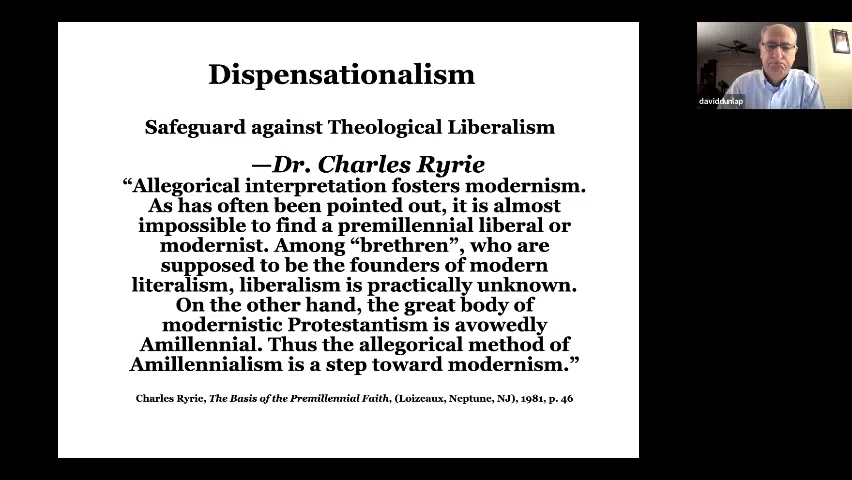 Dispensationalism
Safeguard against Theological Liberalism
—Dr. Charles Ryrie
“Allegorical interpretation fosters modernism.
As has often been pointed out, it is almost
impossible to find a premillennial liberal or
modernist. Among “brethren”, who are
supposed to be the founders of modern
literalism, liberalism is practically unknown.
On the other hand, the great body of
modernistic Protestantism is avowedly
Amillennial. Thus the allegorical method of
Amillennialism is a step toward modernism.”
Charles Ryrie, The Basis of the Premillennial Faith, (Loizeaux, Neptune, NJ), 1981, p. 46
daviddunlap